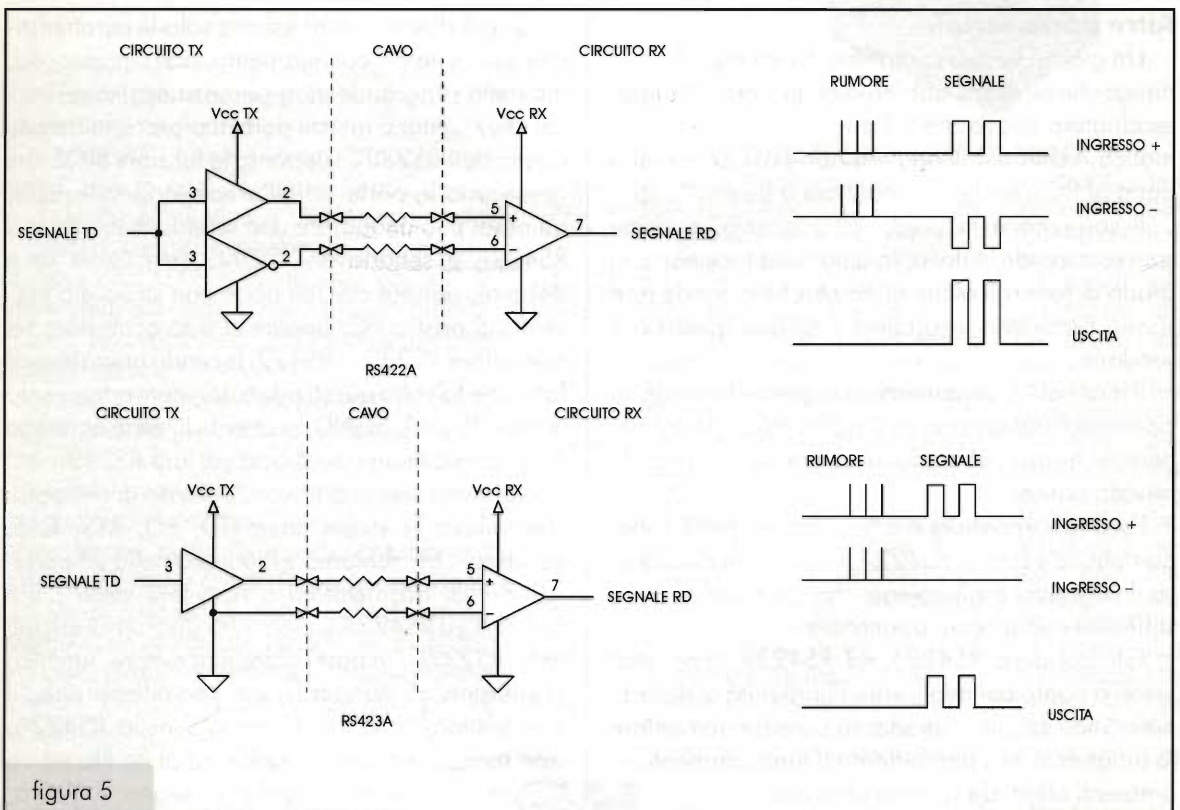 CIRCUITO TX CAVO CIRCUITO RX
Vcc TX Vcc RX
3 2
3 2
5 +
6 −
7
SEGNALE TD
SEGNALE RD
RS422A
RUMORE SEGNALE
INGRESSO +
INGRESSO −
USCITA
CIRCUITO TX CAVO CIRCUITO RX
Vcc TX Vcc RX
3 2
5 +
6 −
7
SEGNALE TD
SEGNALE RD
RS423A
RUMORE SEGNALE
INGRESSO +
INGRESSO −
USCITA
figura 5